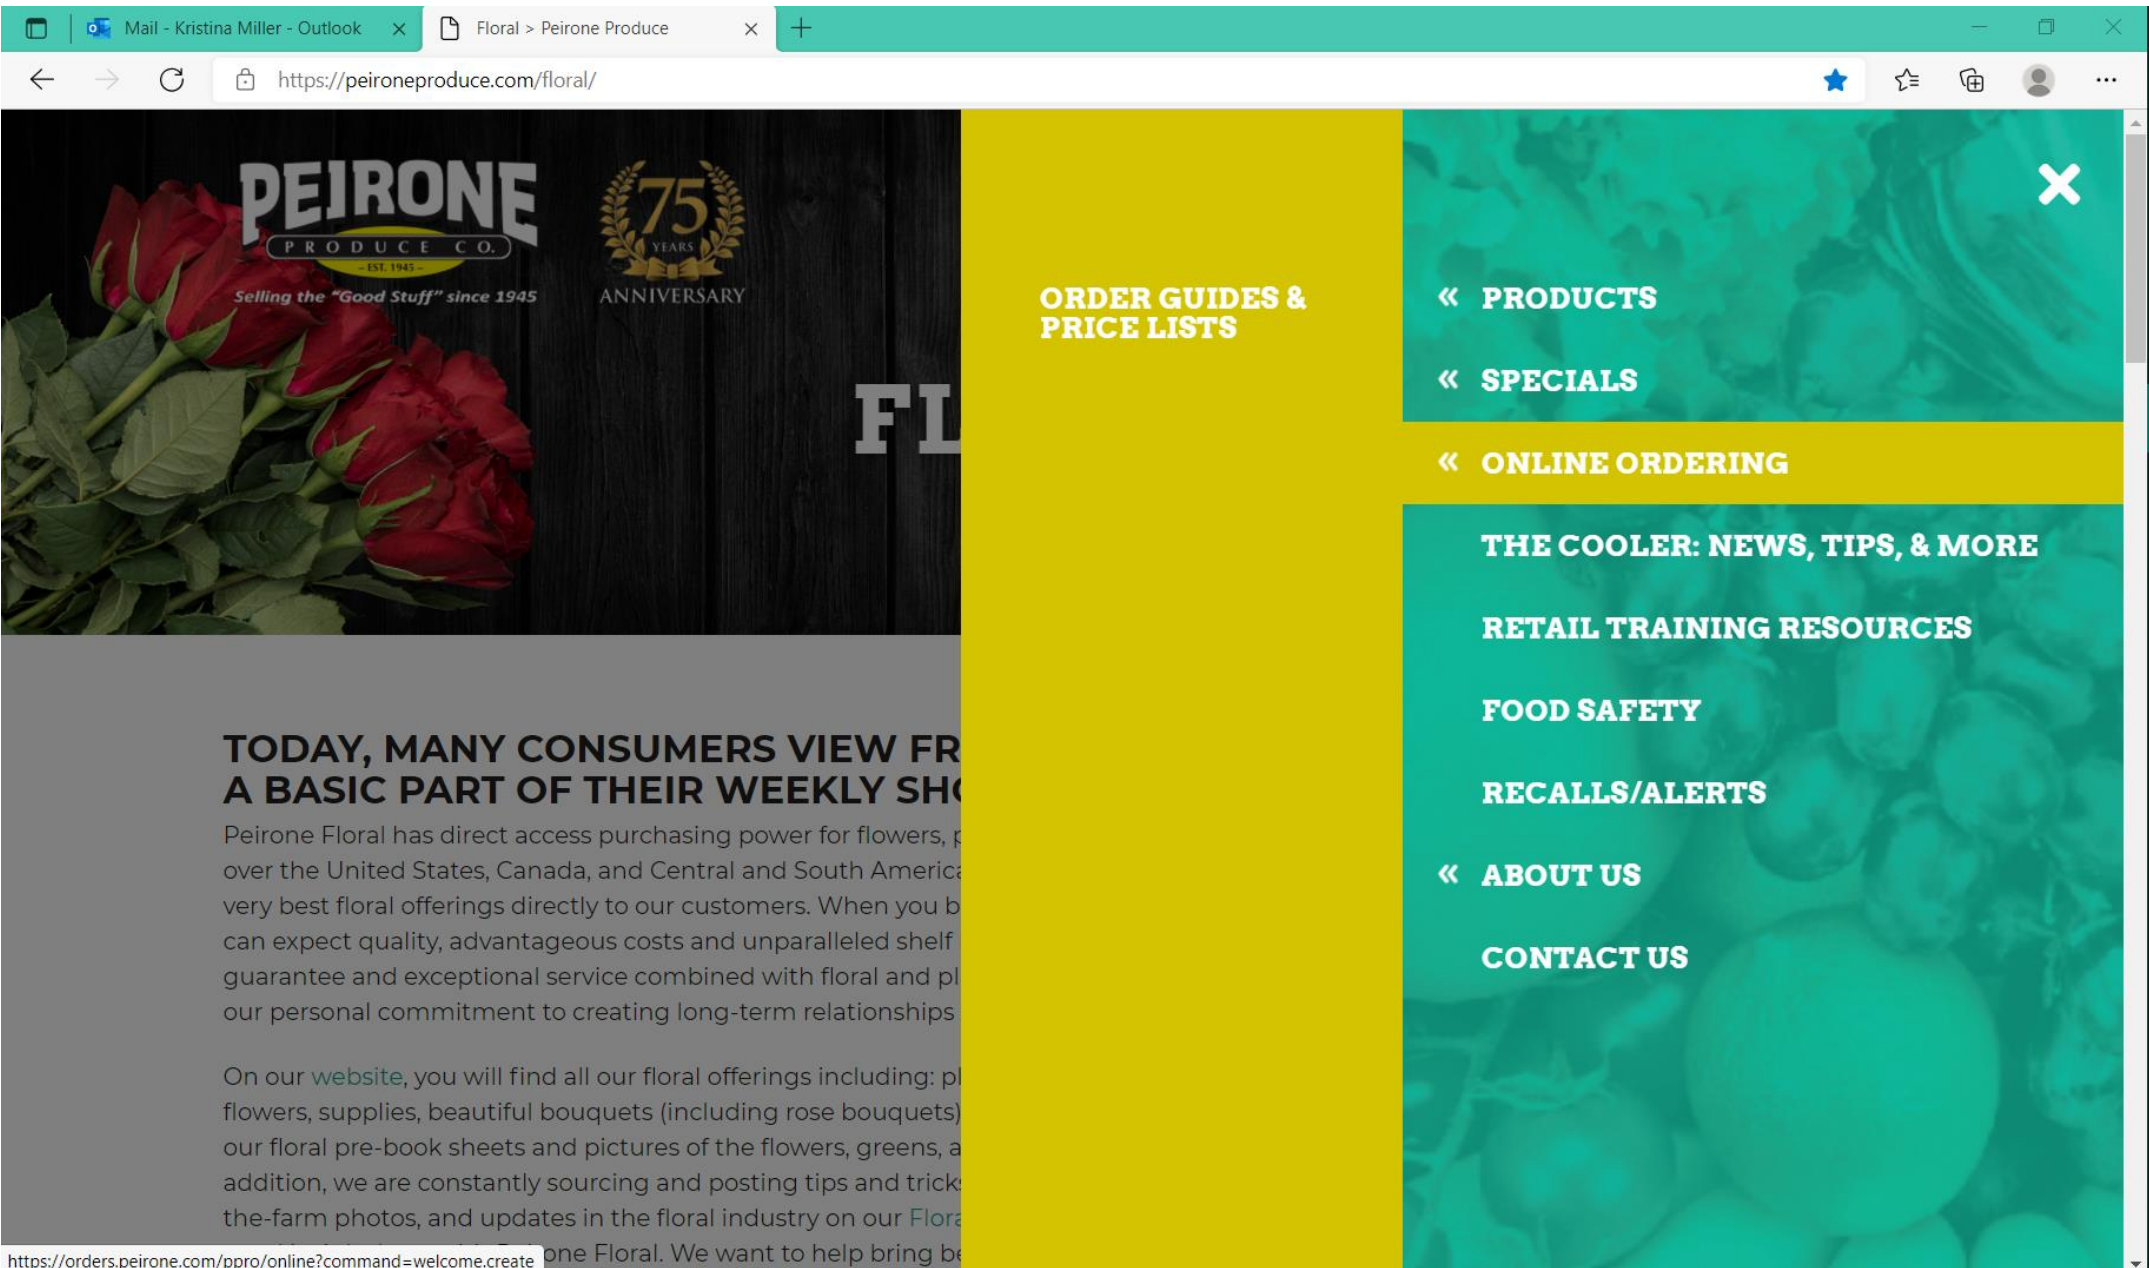 Mail - Kristina Miller - Outlook
Floral > Peirone Produce
https://peironeproduce.com/floral/
PEIRONE
PRODUCE CO.
- EST. 1945 -
Selling the "Good Stuff" since 1945
75
YEARS
ANNIVERSARY
FL
ORDER GUIDES &
PRICE LISTS
« PRODUCTS
« SPECIALS
« ONLINE ORDERING
THE COOLER: NEWS, TIPS, & MORE
RETAIL TRAINING RESOURCES
FOOD SAFETY
RECALLS/ALERTS
« ABOUT US
CONTACT US
TODAY, MANY CONSUMERS VIEW FR
A BASIC PART OF THEIR WEEKLY SH
Peirone Floral has direct access purchasing power for flowers, p
over the United States, Canada, and Central and South America
very best floral offerings directly to our customers. When you b
can expect quality, advantageous costs and unparalleled shelf
guarantee and exceptional service combined with floral and pl
our personal commitment to creating long-term relationships
On our website, you will find all our floral offerings including: pl
flowers, supplies, beautiful bouquets (including rose bouquets)
our floral pre-book sheets and pictures of the flowers, greens, a
addition, we are constantly sourcing and posting tips and tricks
the-farm photos, and updates in the floral industry on our Flora
one Floral. We want to help bring be
https://orders.peirone.com/ppro/online?command=welcome.create